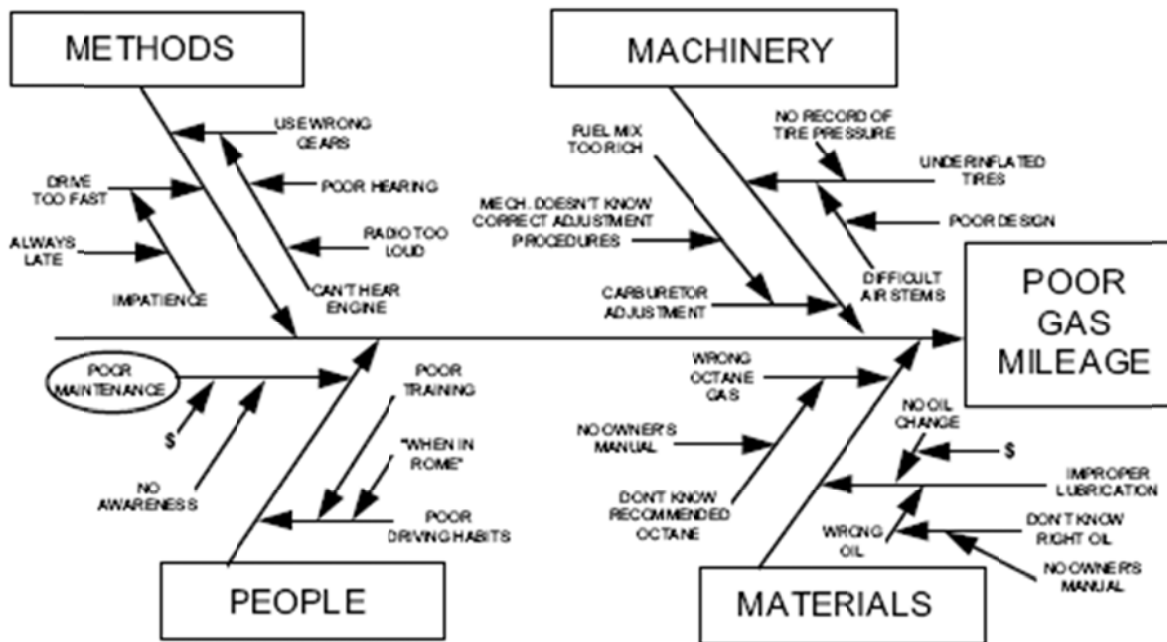 METHODS
MACHINERY
USE WRONG
GEARS
DRIVE
TOO FAST
POOR HEARING
ALWAYS
LATE
RADIO TOO
LOUD
IMPATIENCE
CAN'T HEAR
ENGINE
FUEL MIX
TOO RICH
NO RECORD OF
TIRE PRESSURE
UNDERINFLATED
TIRES
MECH. DOESN'T KNOW
CORRECT ADJUSTMENT
PROCEDURES
POOR DESIGN
CARBURETOR
ADJUSTMENT
DIFFICULT
AIR STEMS
POOR
GAS
MILEAGE
POOR
MAINTENANCE
$
NO
AWARENESS
POOR
TRAINING
"WHEN IN
ROME"
POOR
DRIVING HABITS
WRONG
OCTANE
GAS
NO OWNER'S
MANUAL
DON'T KNOW
RECOMMENDED
OCTANE
NO OIL
CHANGE
$
IMPROPER
LUBRICATION
WRONG
OIL
DON'T KNOW
RIGHT OIL
NO OWNER'S
MANUAL
PEOPLE
MATERIALS